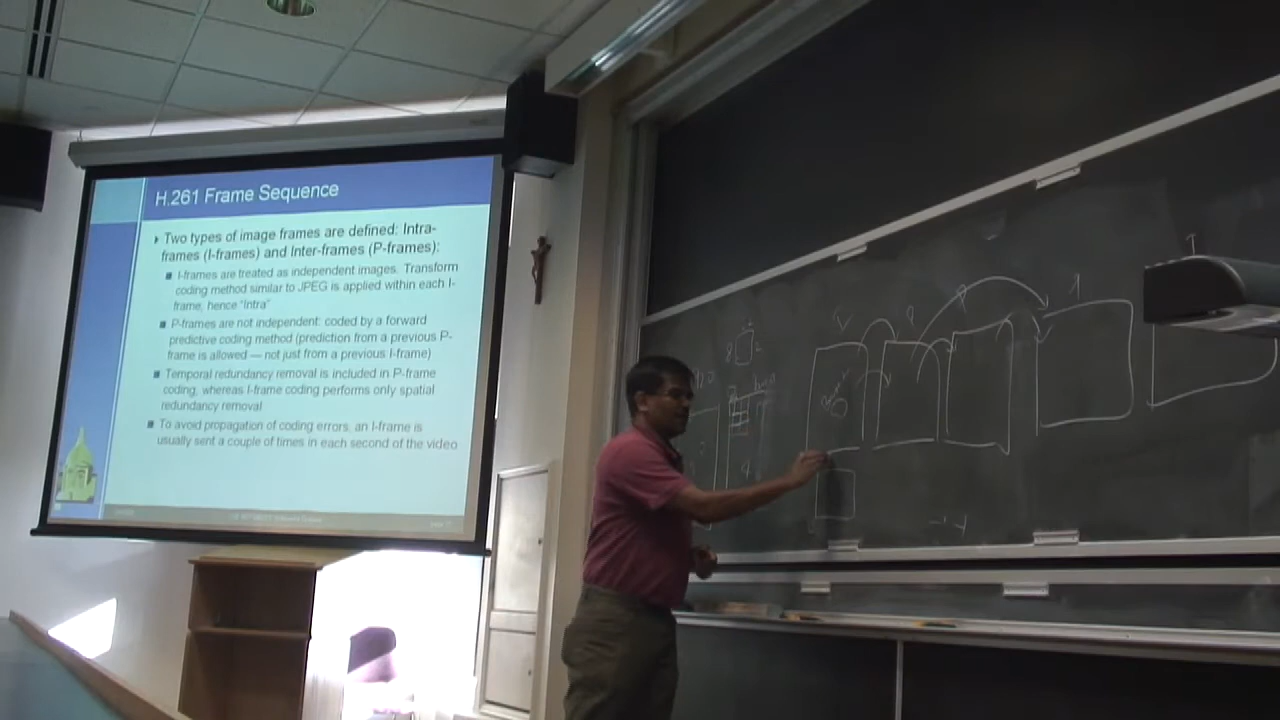 H.261 Frame Sequence
Two types of image frames are defined: Intra-
frames (I-frames) and Inter-frames (P-frames):
I-frames are treated as independent images. Transform
coding method similar to JPEG is applied within each I-
frame, hence "Intra"
P-frames are not independent: coded by a forward
predictive coding method (prediction from a previous P-
frame is allowed — not just from a previous I-frame)
Temporal redundancy removal is included in P-frame
coding, whereas I-frame coding performs only spatial
redundancy removal
To avoid propagation of coding errors, an I-frame is
usually sent a couple of times in each second of the video